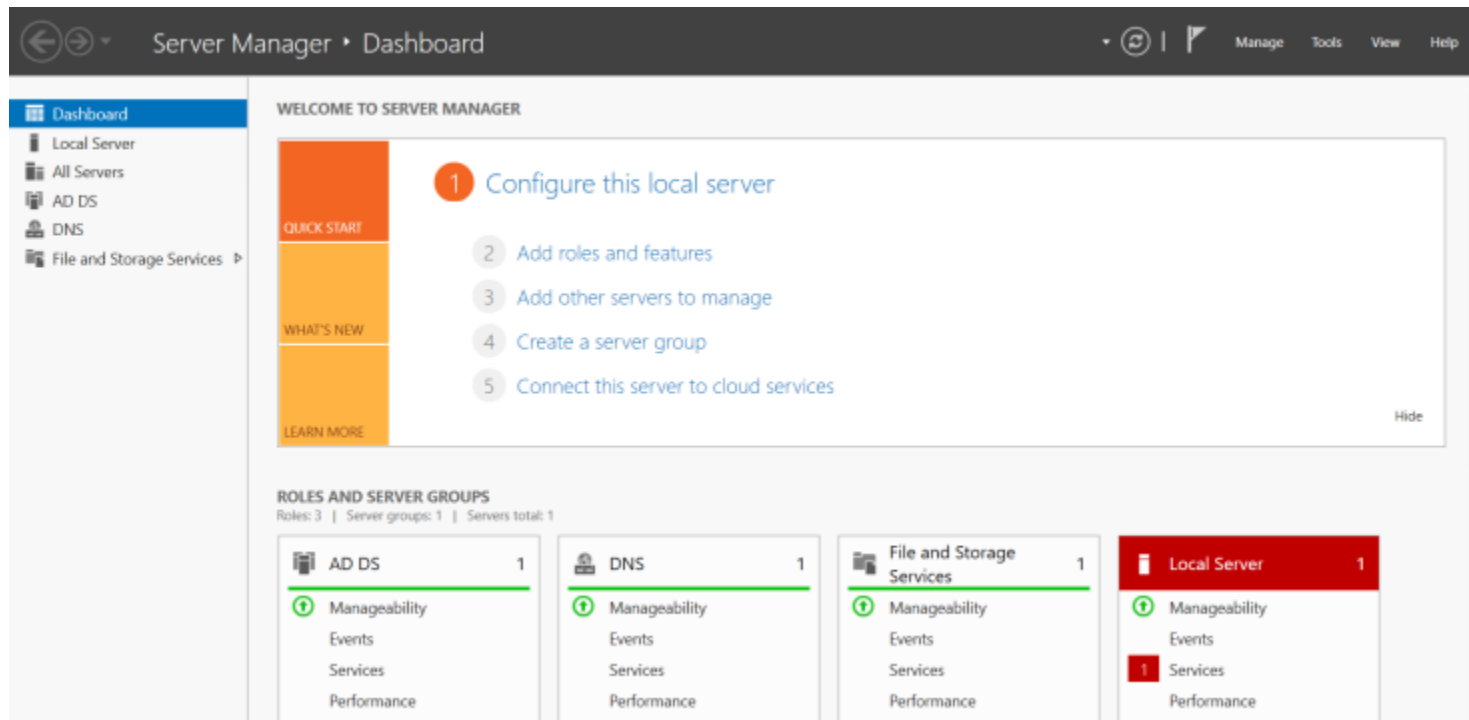 Server Manager • Dashboard
Manage Tools View Help
Dashboard
Local Server
All Servers
AD DS
DNS
File and Storage Services
WELCOME TO SERVER MANAGER
QUICK START
WHAT'S NEW
LEARN MORE
1 Configure this local server
2 Add roles and features
3 Add other servers to manage
4 Create a server group
5 Connect this server to cloud services
Hide
ROLES AND SERVER GROUPS
Roles: 3 | Server groups: 1 | Servers total: 1
AD DS 1
Manageability
Events
Services
Performance
DNS 1
Manageability
Events
Services
Performance
File and Storage
Services 1
Manageability
Events
Services
Performance
Local Server 1
Manageability
Events
1 Services
Performance